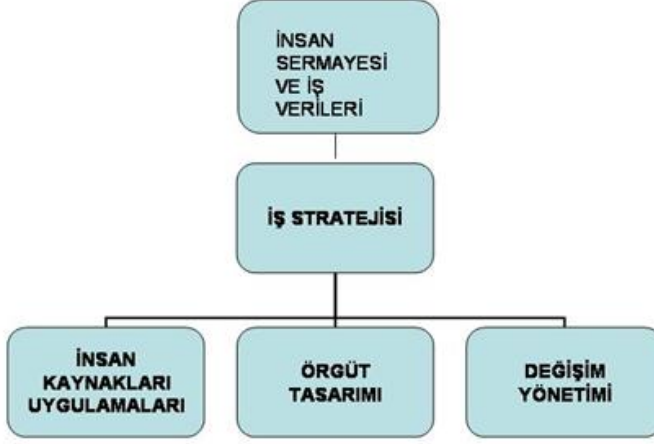 İNSAN
SERMAYESİ
VE İŞ
VERİLERİ
İŞ STRATEJİSİ
İNSAN
KAYNAKLARI
UYGULAMALARI
ÖRGÜT
TASARIMI
DEĞİŞİM
YÖNETİMİ